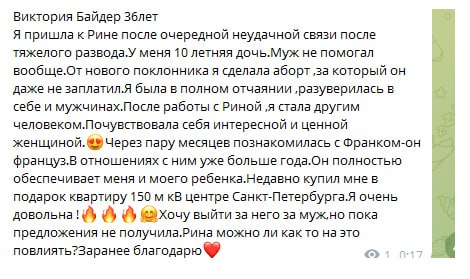 Виктория Байдер 36лет
Я пришла к Рине после очередной неудачной связи после
тяжелого развода.У меня 10 летняя дочь.Муж не помогал
вообще.От нового поклонника я сделала аборт ,за который он
даже не заплатил.Я была в полном отчаянии ,разуверилась в
себе и мужчинах.После работы с Риной ,я стала другим
человеком.Почувствовала себя интересной и ценной
женщиной.😍Через пару месяцев познакомилась с Франком-он
француз.В отношениях с ним уже больше года.Он полностью
обеспечивает меня и моего ребенка.Недавно купил мне в
подарок квартиру 150 м кВ центре Санкт-Петербурга.Я очень
довольна !🔥🔥🔥🤗Хочу выйти за него за муж,но пока
предложения не получила.Рина можно ли как то на это
повлиять?Заранее благодарю❤️
1 0:17